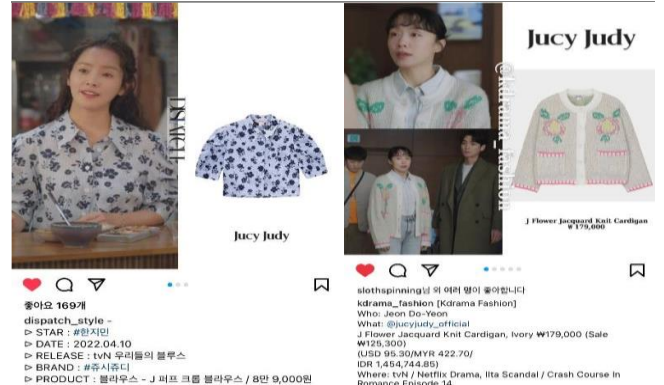 DISPATCH
Jucy Judy
좋아요 169개
dispatch_style -
▷ STAR : #한지민
▷ DATE : 2022.04.10
▷ RELEASE : tvN 우리들의 블루스
▷ BRAND : #쥬시쥬디
▷ PRODUCT : 블라우스 - J 퍼프 크롭 블라우스 / 8만 9,000원
@kdrama_fashion
Jucy Judy
J Flower Jacquard Knit Cardigan
₩179,000
slothspinning님 외 여러 명이 좋아합니다
kdrama_fashion [Kdrama Fashion]
Who: Jeon Do-Yeon
What: @jucyjudy_official
J Flower Jacquard Knit Cardigan, Ivory ₩179,000 (Sale
₩125,300)
(USD 95.30/MYR 422.70/
IDR 1,454,744.85)
Where: tvN / Netflix Drama, Ilta Scandal / Crash Course In
Romance Episode 14